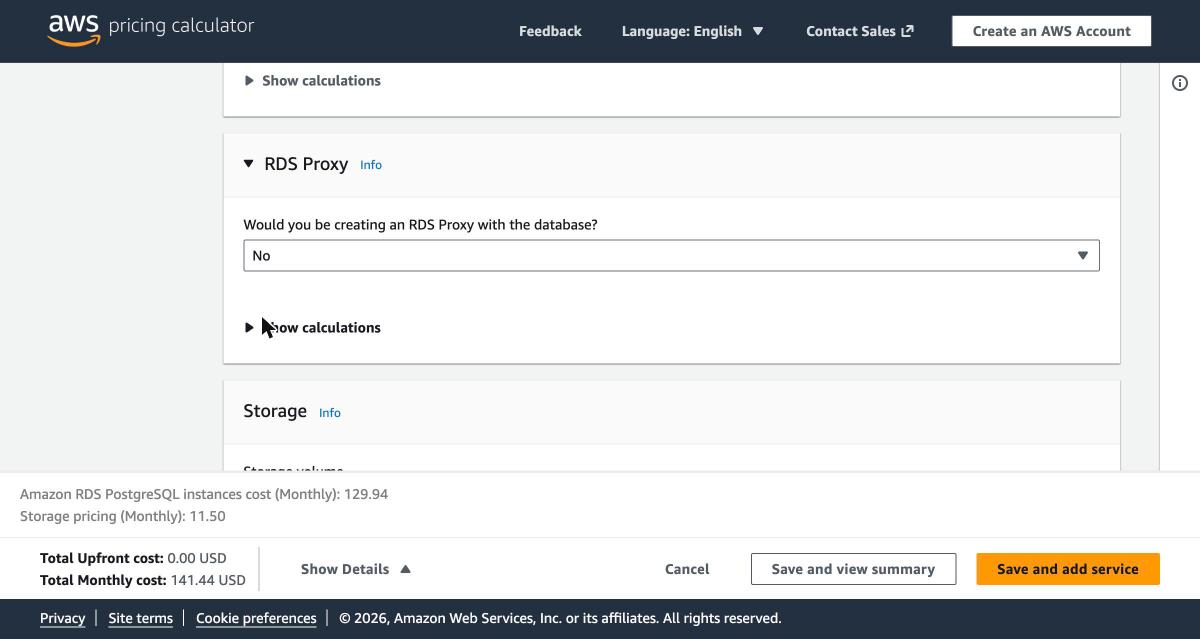 aws pricing calculator
Feedback
Language: English
Contact Sales
Create an AWS Account
Show calculations
RDS Proxy Info
Would you be creating an RDS Proxy with the database?
No
Show calculations
Storage Info
Storage volume
Amazon RDS PostgreSQL instances cost (Monthly): 129.94
Storage pricing (Monthly): 11.50
Total Upfront cost: 0.00 USD
Total Monthly cost: 141.44 USD
Show Details
Cancel
Save and view summary
Save and add service
Privacy | Site terms | Cookie preferences | © 2026, Amazon Web Services, Inc. or its affiliates. All rights reserved.